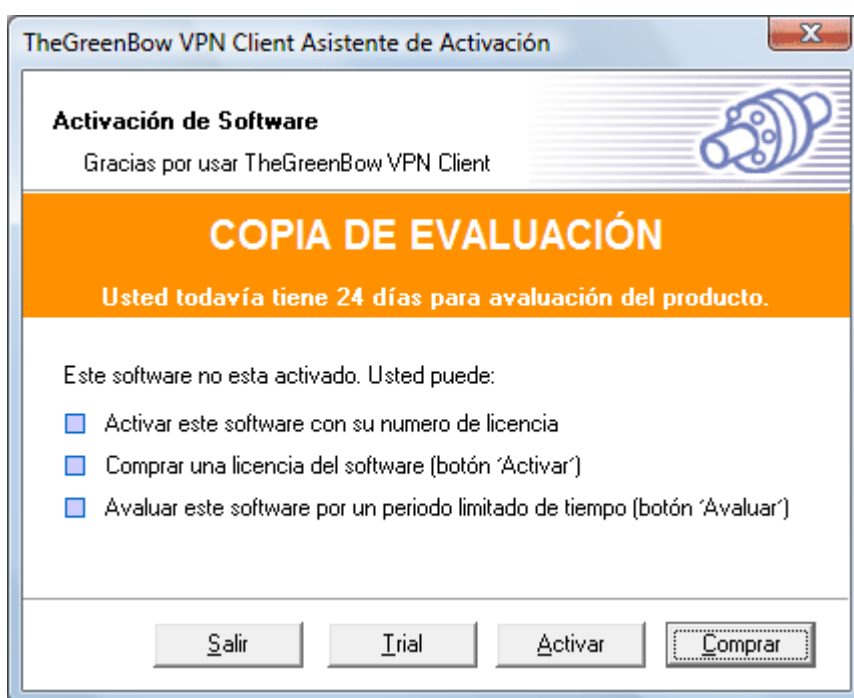 TheGreenBow VPN Client Asistente de Activación
Activación de Software
Gracias por usar TheGreenBow VPN Client
COPIA DE EVALUACIÓN
Usted todavía tiene 24 días para avaluación del producto.
Este software no esta activado. Usted puede:
Activar este software con su numero de licencia
Comprar una licencia del software (botón ´Activar´)
Avaluar este software por un periodo limitado de tiempo (botón ´Avaluar´)
Salir
Trial
Activar
Comprar